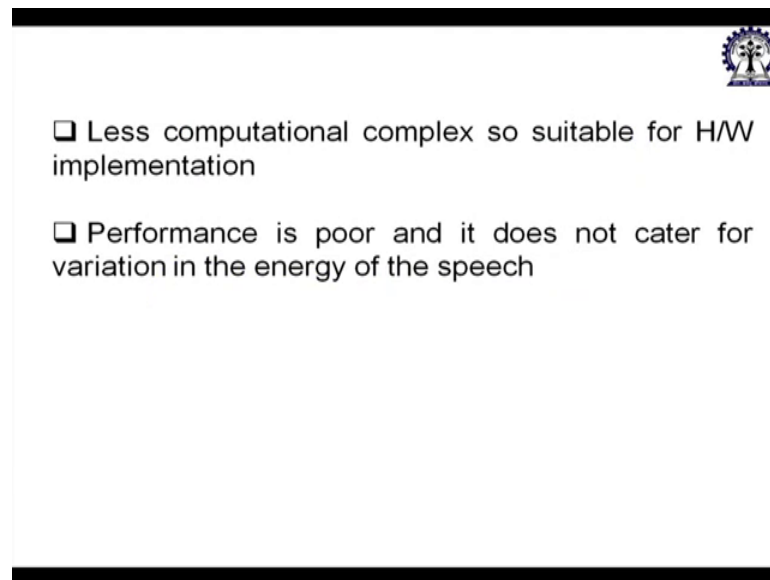 ❑ Less computational complex so suitable for H/W
implementation
❑ Performance is poor and it does not cater for
variation in the energy of the speech